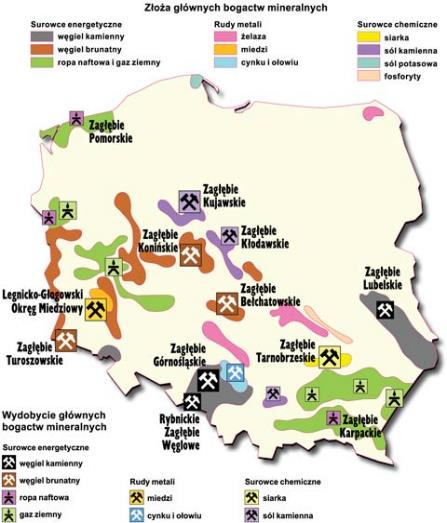 Złoża głównych bogactw mineralnych
Surowce energetyczne
węgiel kamienny
węgiel brunatny
ropa naftowa i gaz ziemny
Rudy metali
żelaza
miedzi
cynku i ołowiu
Surowce chemiczne
siarka
sól kamienna
sól potasowa
fosforyty
Zagłębie
Pomorskie
Zagłębie
Kujawskie
Zagłębie
Konińskie
Zagłębie
Kłodawskie
Zagłębie
Lubelskie
Legnicko-Głogowski
Okręg Miedziowy
Zagłębie
Bełchatowskie
Zagłębie
Turoszowskie
Zagłębie
Górnośląskie
Zagłębie
Tarnobrzeskie
Rybnickie
Zagłębie
Węglowe
Zagłębie
Karpackie
Wydobycie głównych
bogactw mineralnych
Surowce energetyczne
węgiel kamienny
węgiel brunatny
ropa naftowa
gaz ziemny
Rudy metali
miedzi
cynku i ołowiu
Surowce chemiczne
siarka
sól kamienna